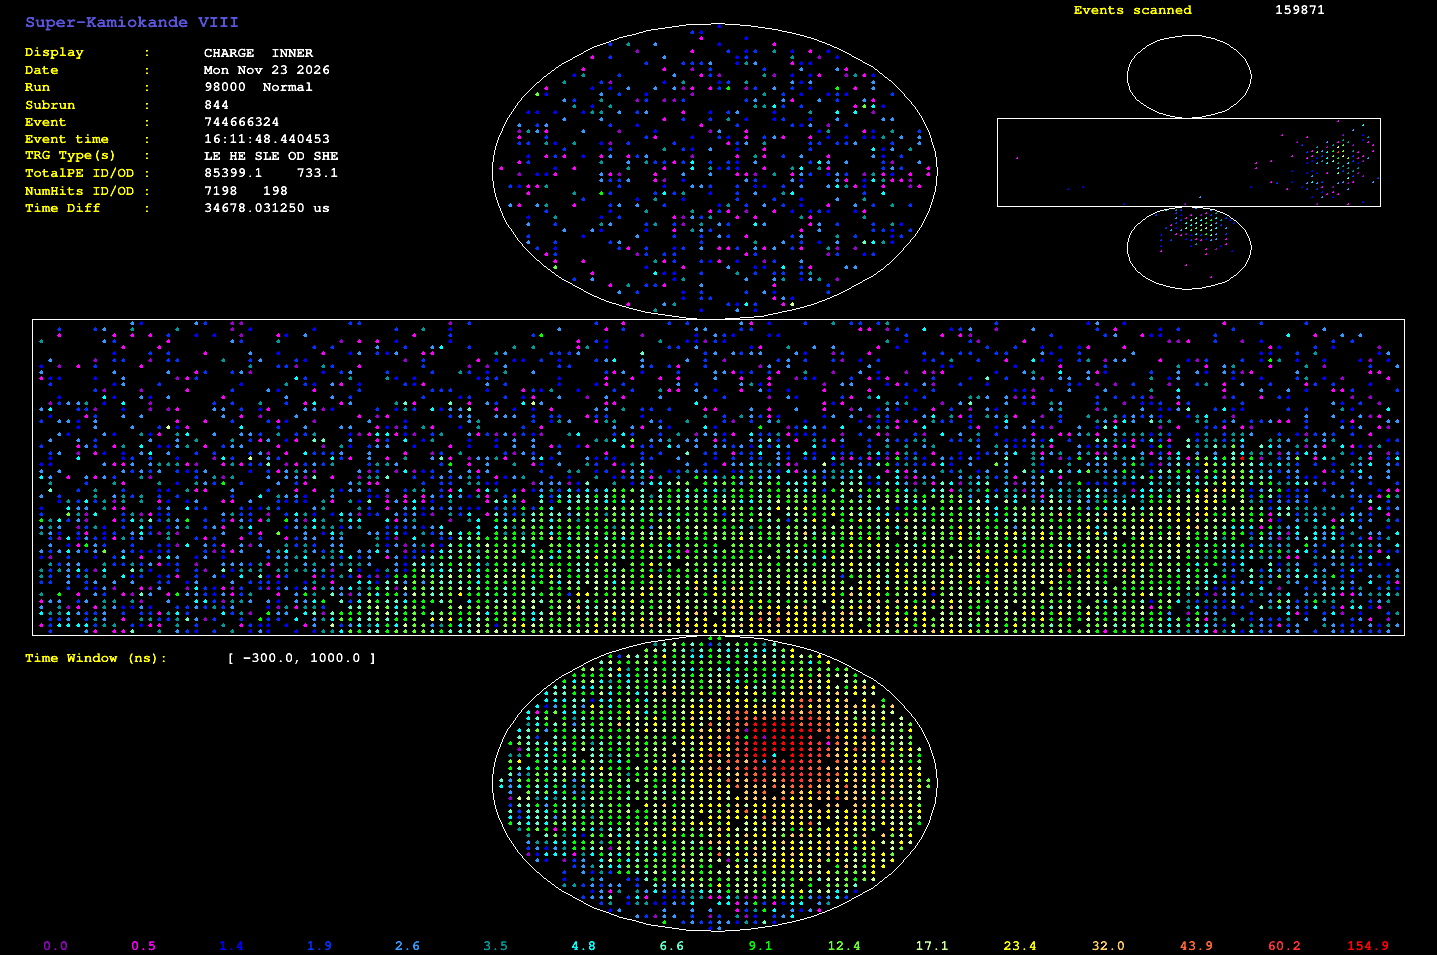 Super-Kamiokande VIII
Events scanned 159871
Display : CHARGE INNER
Date : Mon Nov 23 2026
Run : 98000 Normal
Subrun : 844
Event : 744666324
Event time : 16:11:48.440453
TRG Type(s) : LE HE SLE OD SHE
TotalPE ID/OD : 85399.1 733.1
NumHits ID/OD : 7198 198
Time Diff : 34678.031250 us
Time Window (ns): [ -300.0, 1000.0 ]
0.0 0.5 1.4 1.9 2.6 3.5 4.8 6.6 9.1 12.4 17.1 23.4 32.0 43.9 60.2 154.9